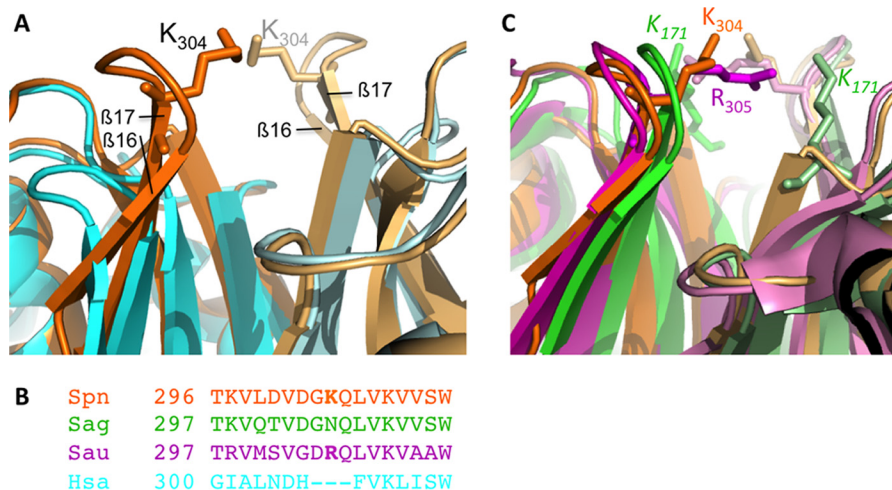 A
K304
K304
ß17
ß16
ß17
ß16
C
K171
K304
K171
R305
B
Spn 296 TKVLDVDGKQLVKVVSW
Sag 297 TKVQTVDGNQLVKVVSW
Sau 297 TRVMSVGDRQLVKVAAW
Hsa 300 GIALNDH---FVKLISW